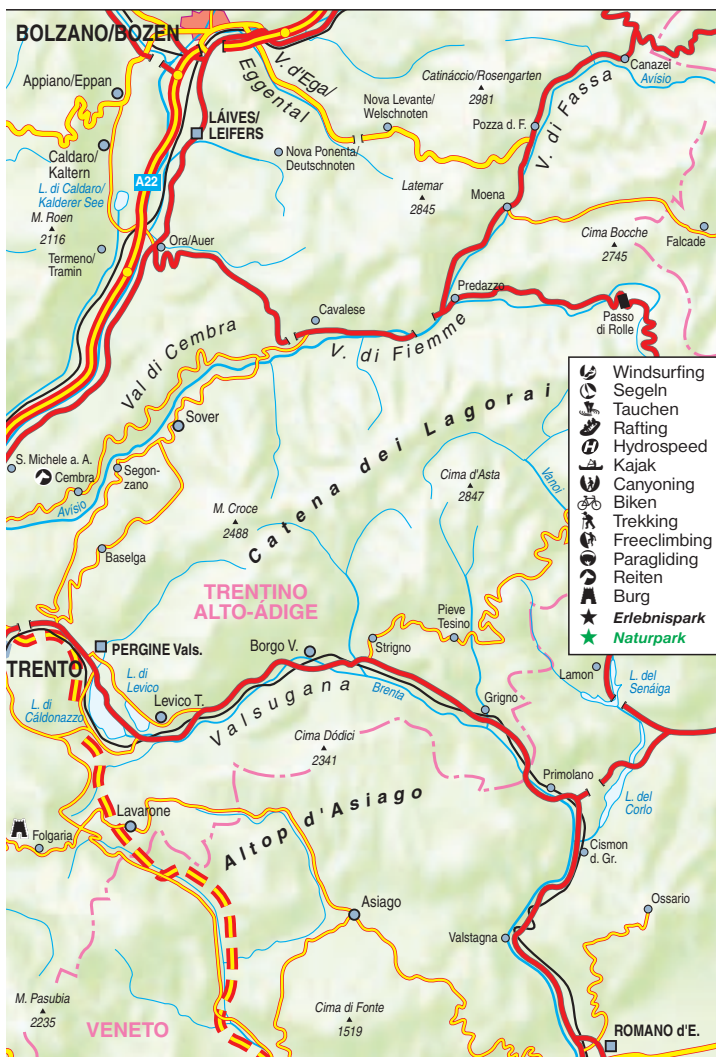 BOLZANO/BOZEN
V. d'Ega/
Eggental
Appiano/Eppan
Catináccio/Rosengarten
2981
Canazei
Avísio
V. di Fassa
Nova Levante/
Welschnoten
Pozza d. F.
LÁIVES/
LEIFERS
Caldaro/
Kaltern
Nova Ponenta/
Deutschnoten
A22
L. di Caldaro/
Kalderer See
Latemar
2845
Moena
M. Roen
2116
Cima Bocche
2745
Falcade
Ora/Auer
Termeno/
Tramin
Predazzo
Cavalese
Passo
di Rolle
Val di Cembra
V. di Fiemme
Windsurfing
Segeln
Tauchen
Rafting
Hydrospeed
Kajak
Canyoning
Biken
Trekking
Freeclimbing
Paragliding
Reiten
Burg
Erlebnispark
Naturpark
Sover
Catena dei Lagorai
S. Michele a. A.
Cembra
Segon-
zano
Cima d'Asta
2847
Vanoi
Avísio
M. Croce
2488
Baselga
TRENTINO
ALTO-ÁDIGE
Pieve
Tesino
PERGINE Vals.
Borgo V.
Strigno
TRENTO
L. di
Levico
Lamon
L. del
Senáiga
Levico T.
Valsugana
Brenta
Grigno
L. di
Cáldonazzo
Cima Dódici
2341
Primolano
L. del
Corlo
Lavarone
Altop d'Asiago
Folgaria
Cismon
d. Gr.
Asiago
Ossario
Valstagna
M. Pasubia
2235
Cima di Fonte
1519
VENETO
ROMANO d'E.